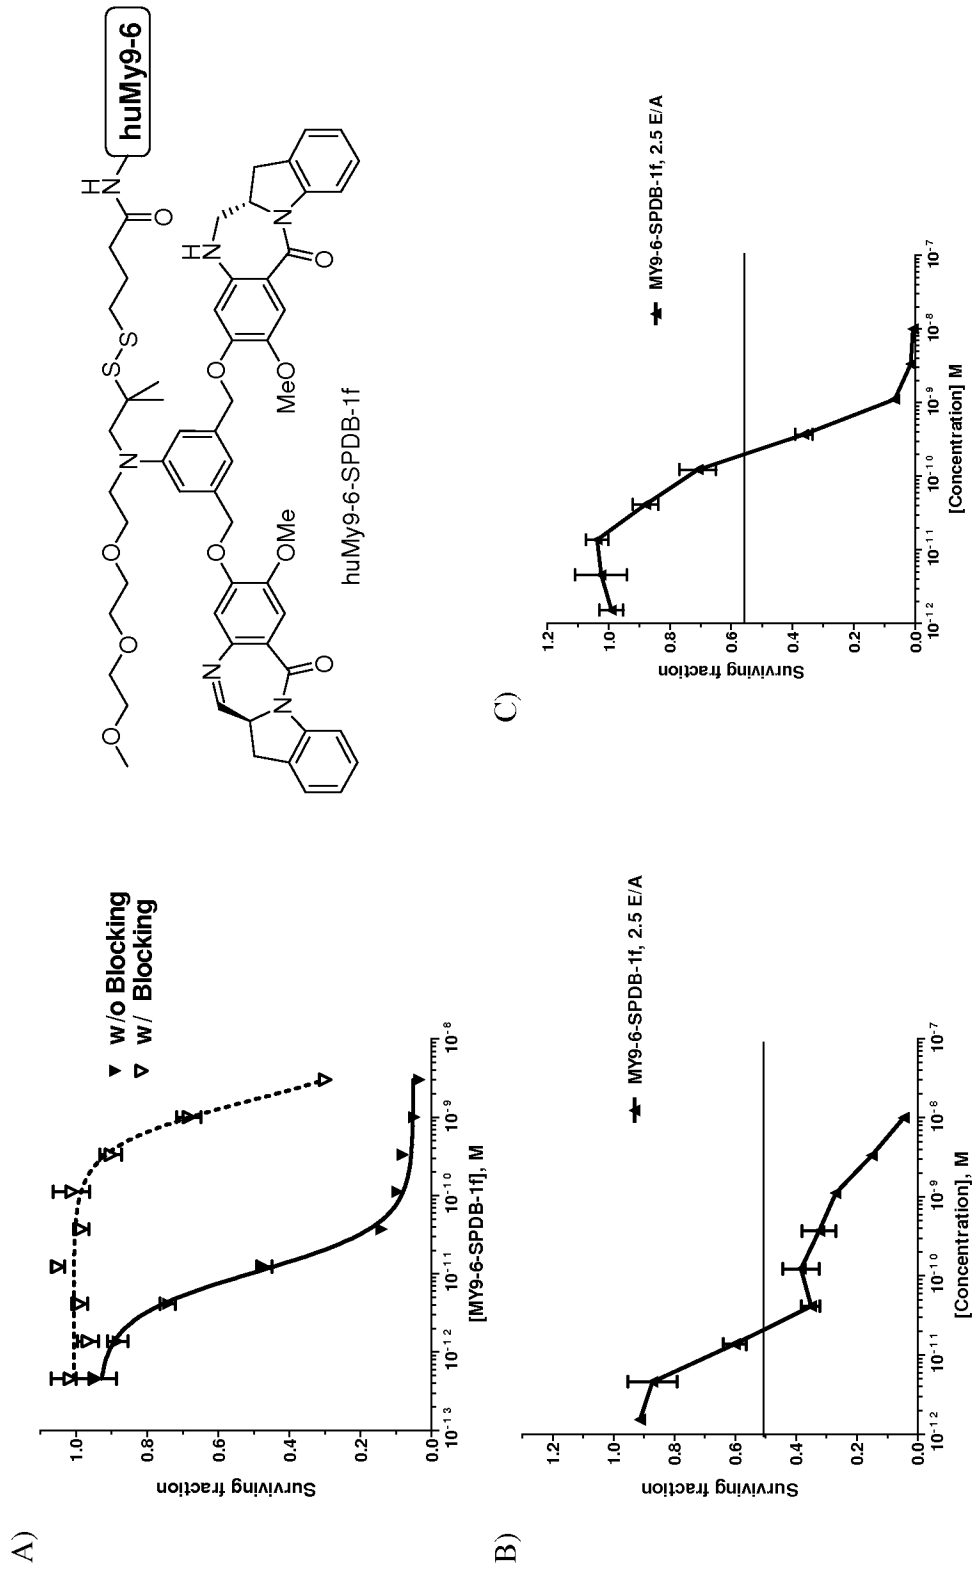 A)
Surviving fraction
1.0
0.8
0.6
0.4
0.2
0.0
10-13
10-12
10-11
10-10
10-9
10-8
[MY9-6-SPDB-1f], M
w/o Blocking
w/ Blocking
O
O
O
N
S
S
O
H
N
huMy9-6
N
O
N
O
OMe
O
MeO
H
N
N
O
huMy9-6-SPDB-1f
B)
Surviving fraction
1.2
1.0
0.8
0.6
0.4
0.2
0.0
10-12
10-11
10-10
10-9
10-8
10-7
[Concentration], M
MY9-6-SPDB-1f, 2.5 E/A
C)
Surviving fraction
1.2
1.0
0.8
0.6
0.4
0.2
0.0
10-12
10-11
10-10
10-9
10-8
10-7
[Concentration] M
MY9-6-SPDB-1f, 2.5 E/A